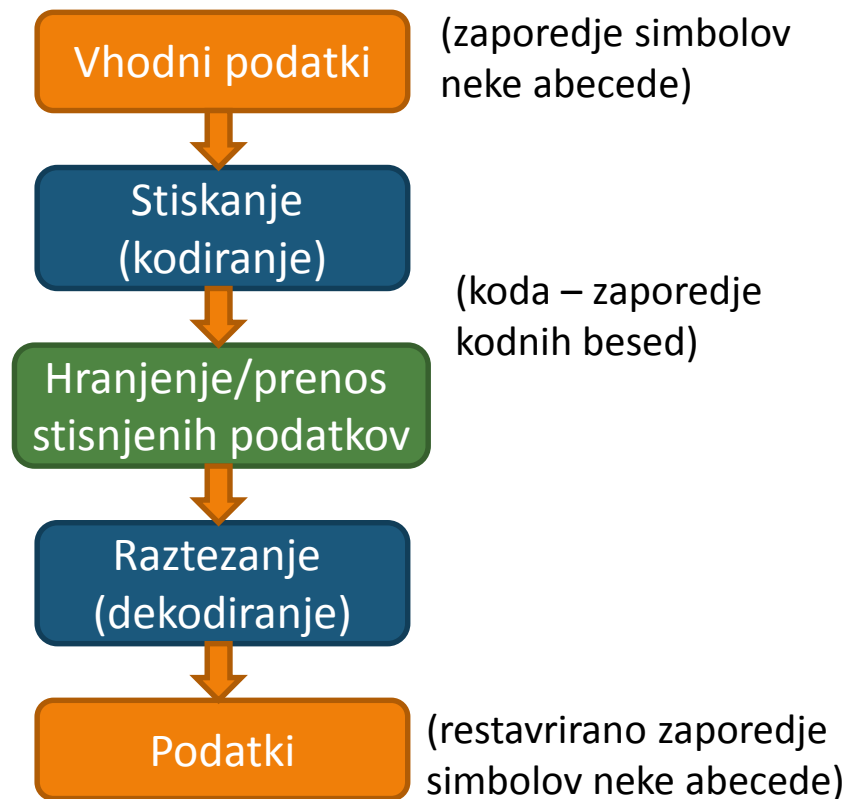 Vhodni podatki
(zaporedje simbolov
neke abecede)
Stiskanje
(kodiranje)
(koda – zaporedje
kodnih besed)
Hranjenje/prenos
stisnjenih podatkov
Raztezanje
(dekodiranje)
Podatki
(restavrirano zaporedje
simbolov neke abecede)